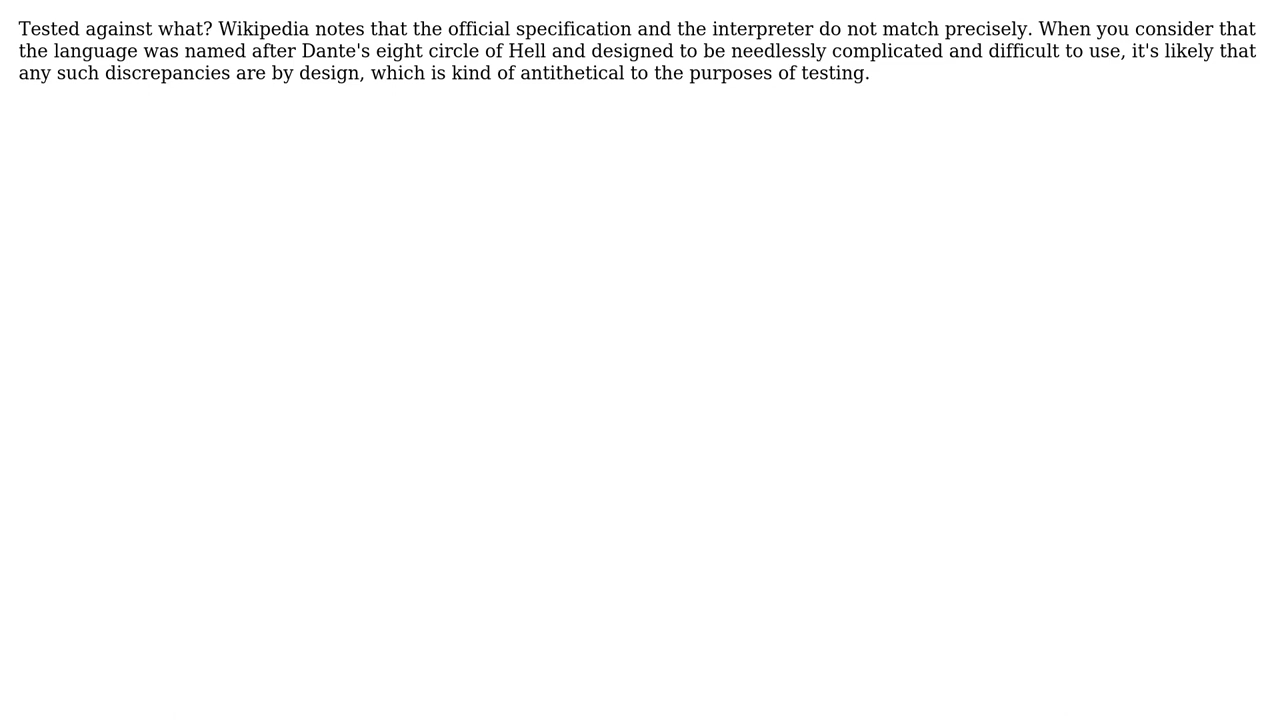 Tested against what? Wikipedia notes that the official specification and the interpreter do not match precisely. When you consider that
the language was named after Dante's eight circle of Hell and designed to be needlessly complicated and difficult to use, it's likely that
any such discrepancies are by design, which is kind of antithetical to the purposes of testing.